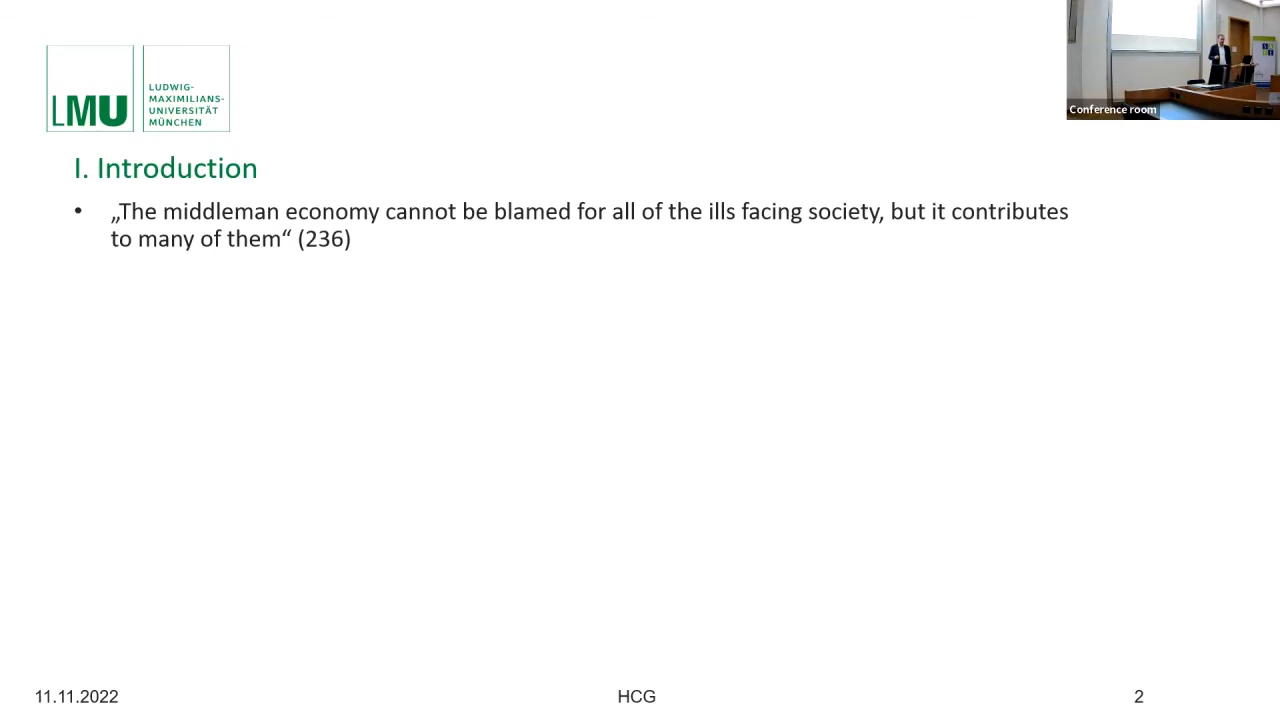 LMU
LUDWIG-
MAXIMILIANS-
UNIVERSITÄT
MÜNCHEN
Conference room
I. Introduction
• „The middleman economy cannot be blamed for all of the ills facing society, but it contributes
to many of them“ (236)
11.11.2022
HCG
2